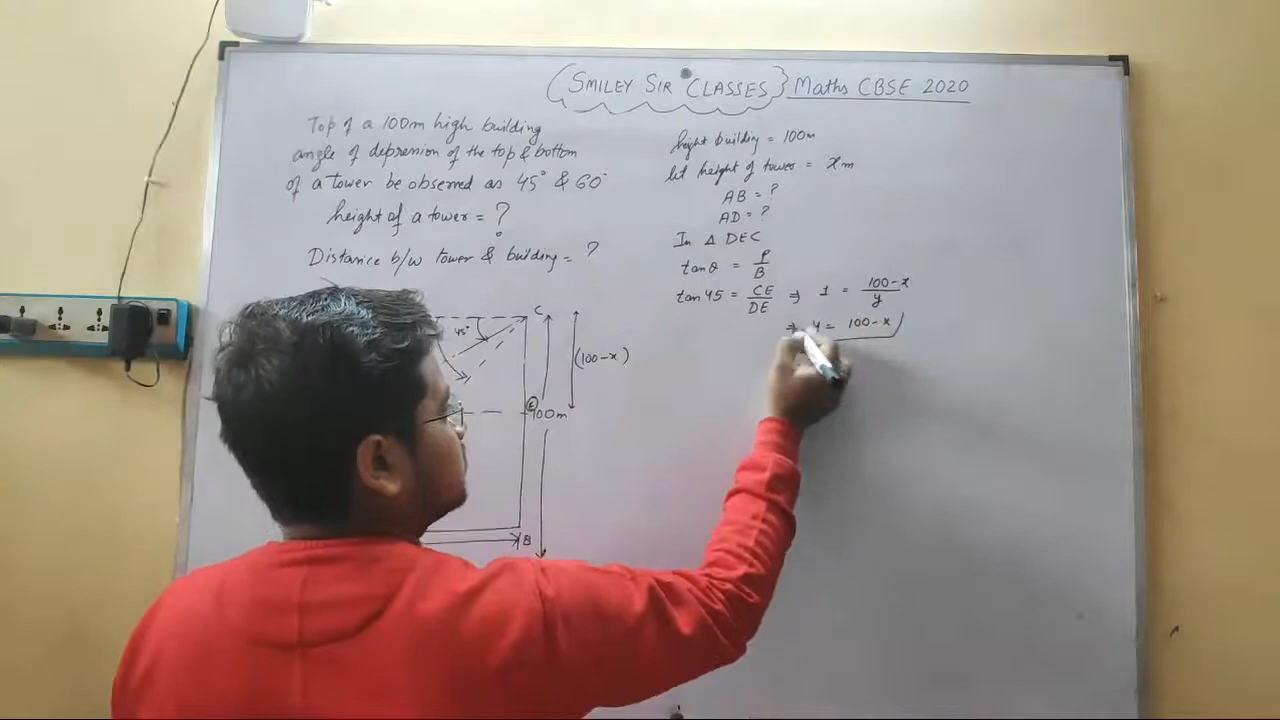 (SMILEY SIR CLASSES} Maths CBSE 2020
Top of a 100m high building
angle of depression of the top & bottom
of a Tower be observed as 45° & 60°
height of a tower = ?
Distance b/w tower & building = ?
height building = 100m
let height of tower = x m
AB = ?
AD = ?
In Δ DEC
tanθ = P/B
tan 45 = CE/DE ⇒ 1 = 100-x/y
⇒ y = 100-x
45°
C
(100-x)
E
100m
B